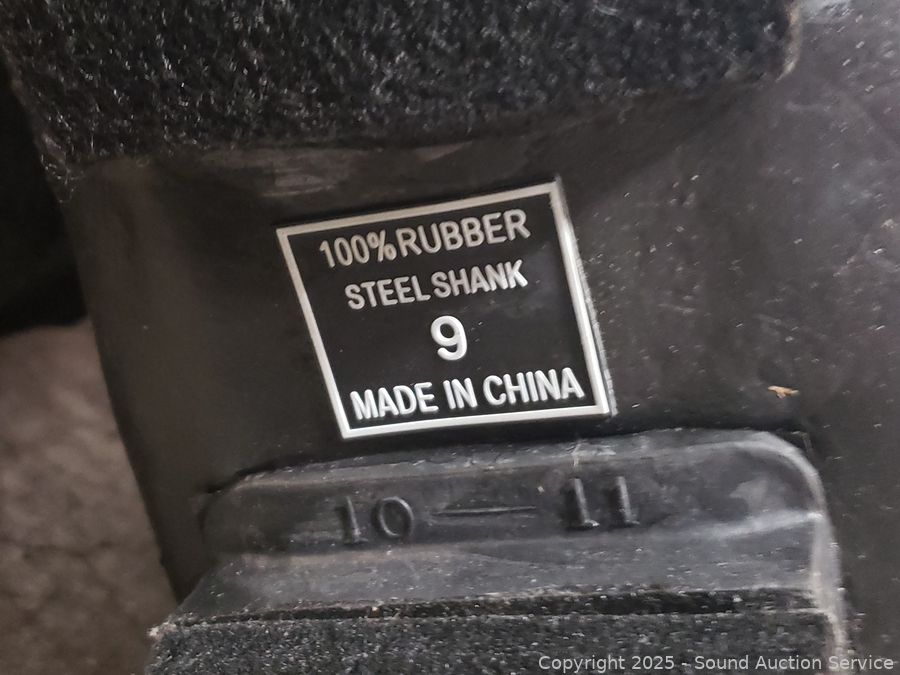 100% RUBBER
STEEL SHANK
9
MADE IN CHINA
10 — 11
Copyright 2025 - Sound Auction Service